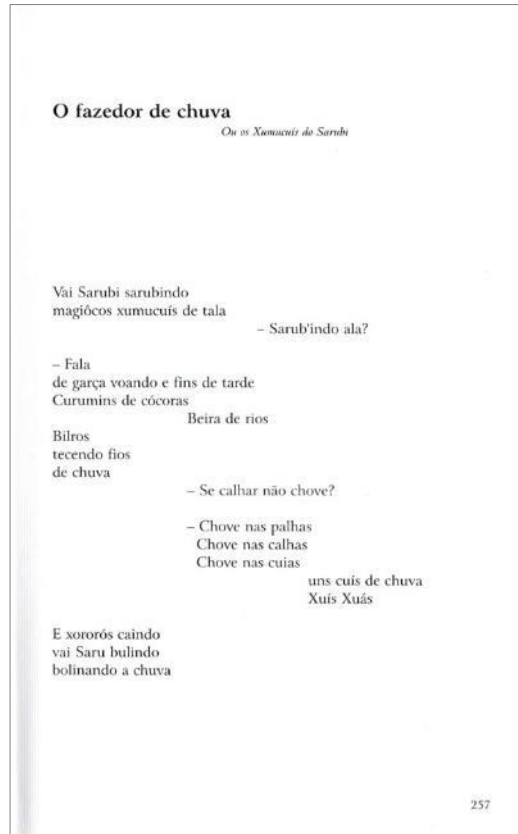 O fazedor de chuva
Ou os Xumucuís do Sarubi
Vai Sarubi sarubindo
magiôcos xumucuís de tala
– Sarub'indo ala?
– Fala
de garça voando e fins de tarde
Curumins de cócoras
Beira de rios
Bilros
tecendo fios
de chuva
– Se calhar não chove?
– Chove nas palhas
Chove nas calhas
Chove nas cuias
uns cuís de chuva
Xuís Xuás
E xororós caindo
vai Saru bulindo
bolinando a chuva
257